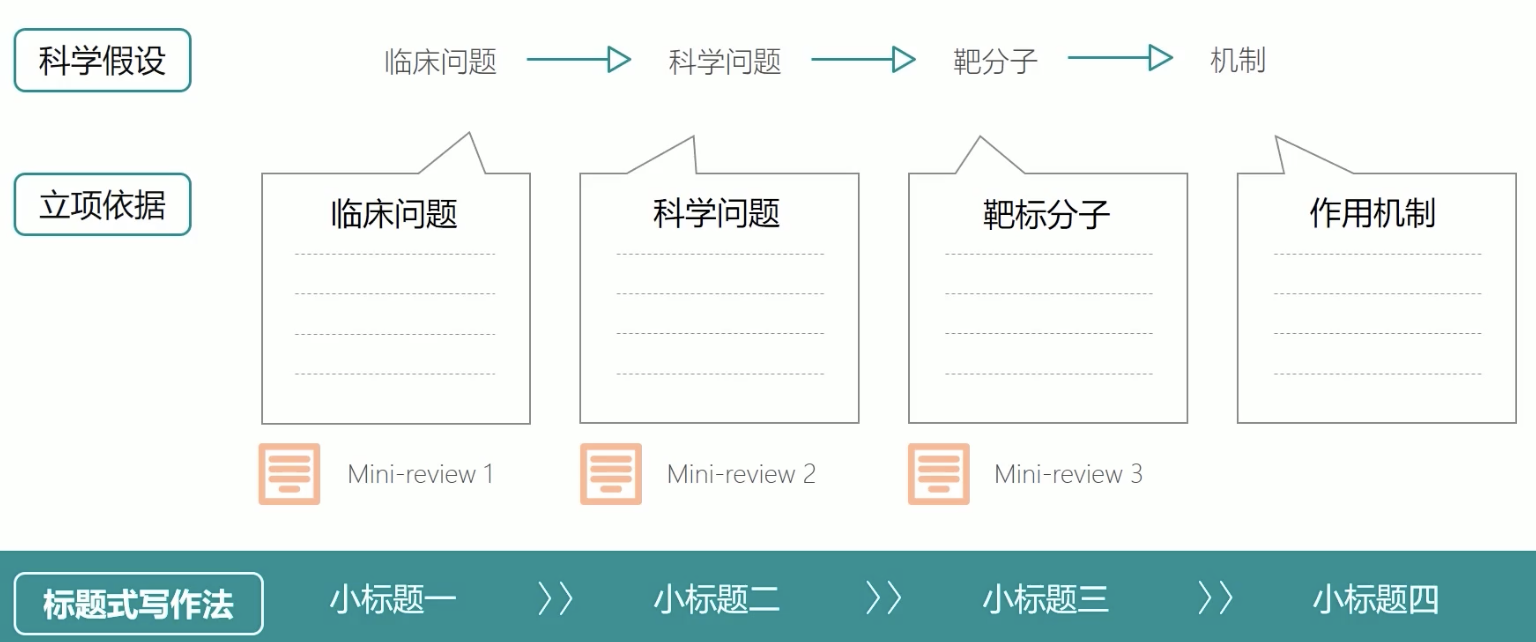 科学假设
临床问题
科学问题
靶分子
机制
立项依据
临床问题
科学问题
靶标分子
作用机制
Mini-review 1
Mini-review 2
Mini-review 3
标题式写作法
小标题一
小标题二
小标题三
小标题四